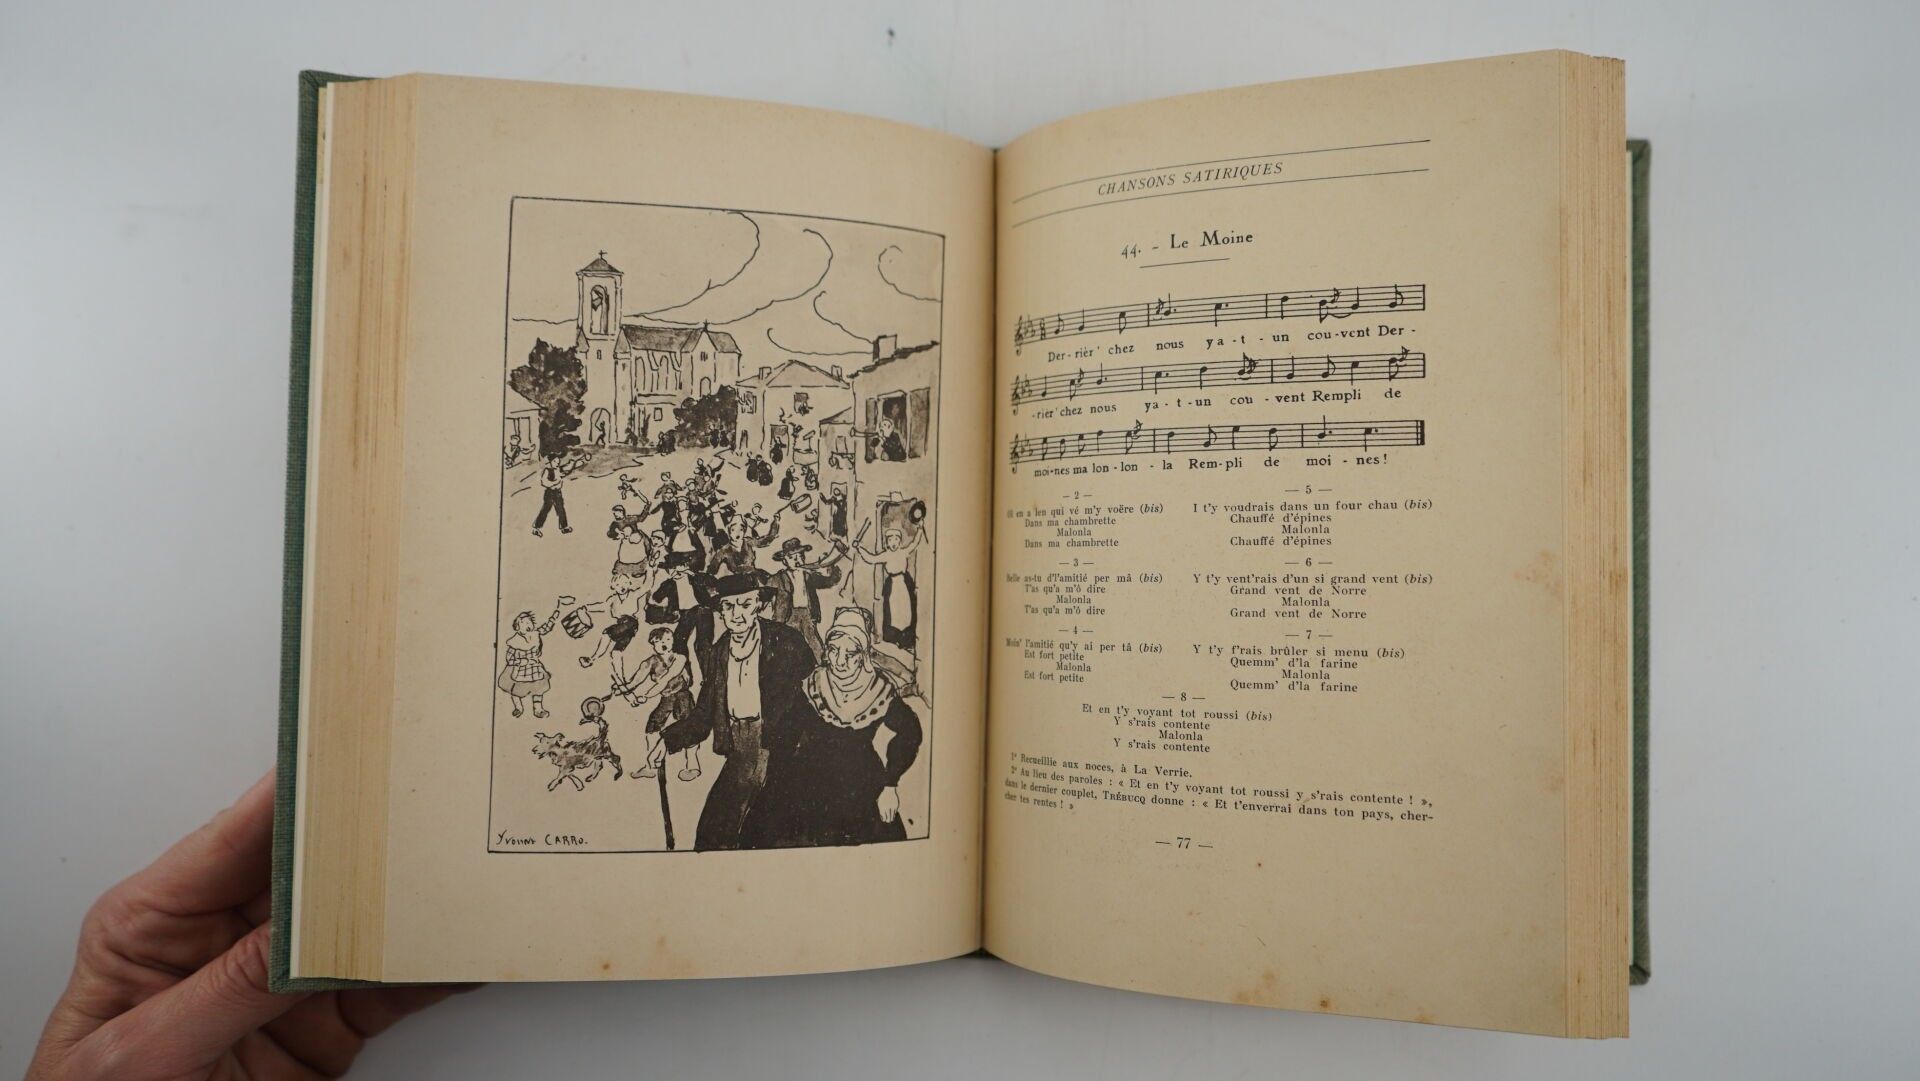 Yvonne CARRO.
CHANSONS SATIRIQUES
44. - Le Moine
Der-rièr' chez nous ya-t-un cou-vent Der-
-rièr' chez nous ya-t-un cou-vent Rempli de
moi-nes ma lon-lon-la Rem-pli de moi-nes!
— 2 —
en a ien qui vé m'y voëre (bis)
Dans ma chambrette
Malonla
Dans ma chambrette
— 3 —
Belle as-tu d'l'amitié per mâ (bis)
T'as qu'a m'ô dire
Malonla
T'as qu'a m'ô dire
— 4 —
Moin' l'amitié qu'y ai per tâ (bis)
Est fort petite
Malonla
Est fort petite
— 5 —
I t'y voudrais dans un four chau (bis)
Chauffé d'épines
Malonla
Chauffé d'épines
— 6 —
Y t'y vent'rais d'un si grand vent (bis)
Grand vent de Norre
Malonla
Grand vent de Norre
— 7 —
Y t'y f'rais brûler si menu (bis)
Quemm' d'la farine
Malonla
Quemm' d'la farine
— 8 —
Et en t'y voyant tot roussi (bis)
Y s'rais contente
Malonla
Y s'rais contente
1° Recueillie aux noces, à La Verrie.
2° Au lieu des paroles : « Et en t'y voyant tot roussi y s'rais contente ! »,
dans le dernier couplet, TRÉBUCQ donne : « Et t'enverrai dans ton pays, cher-
cher tes rentes ! »
— 77 —